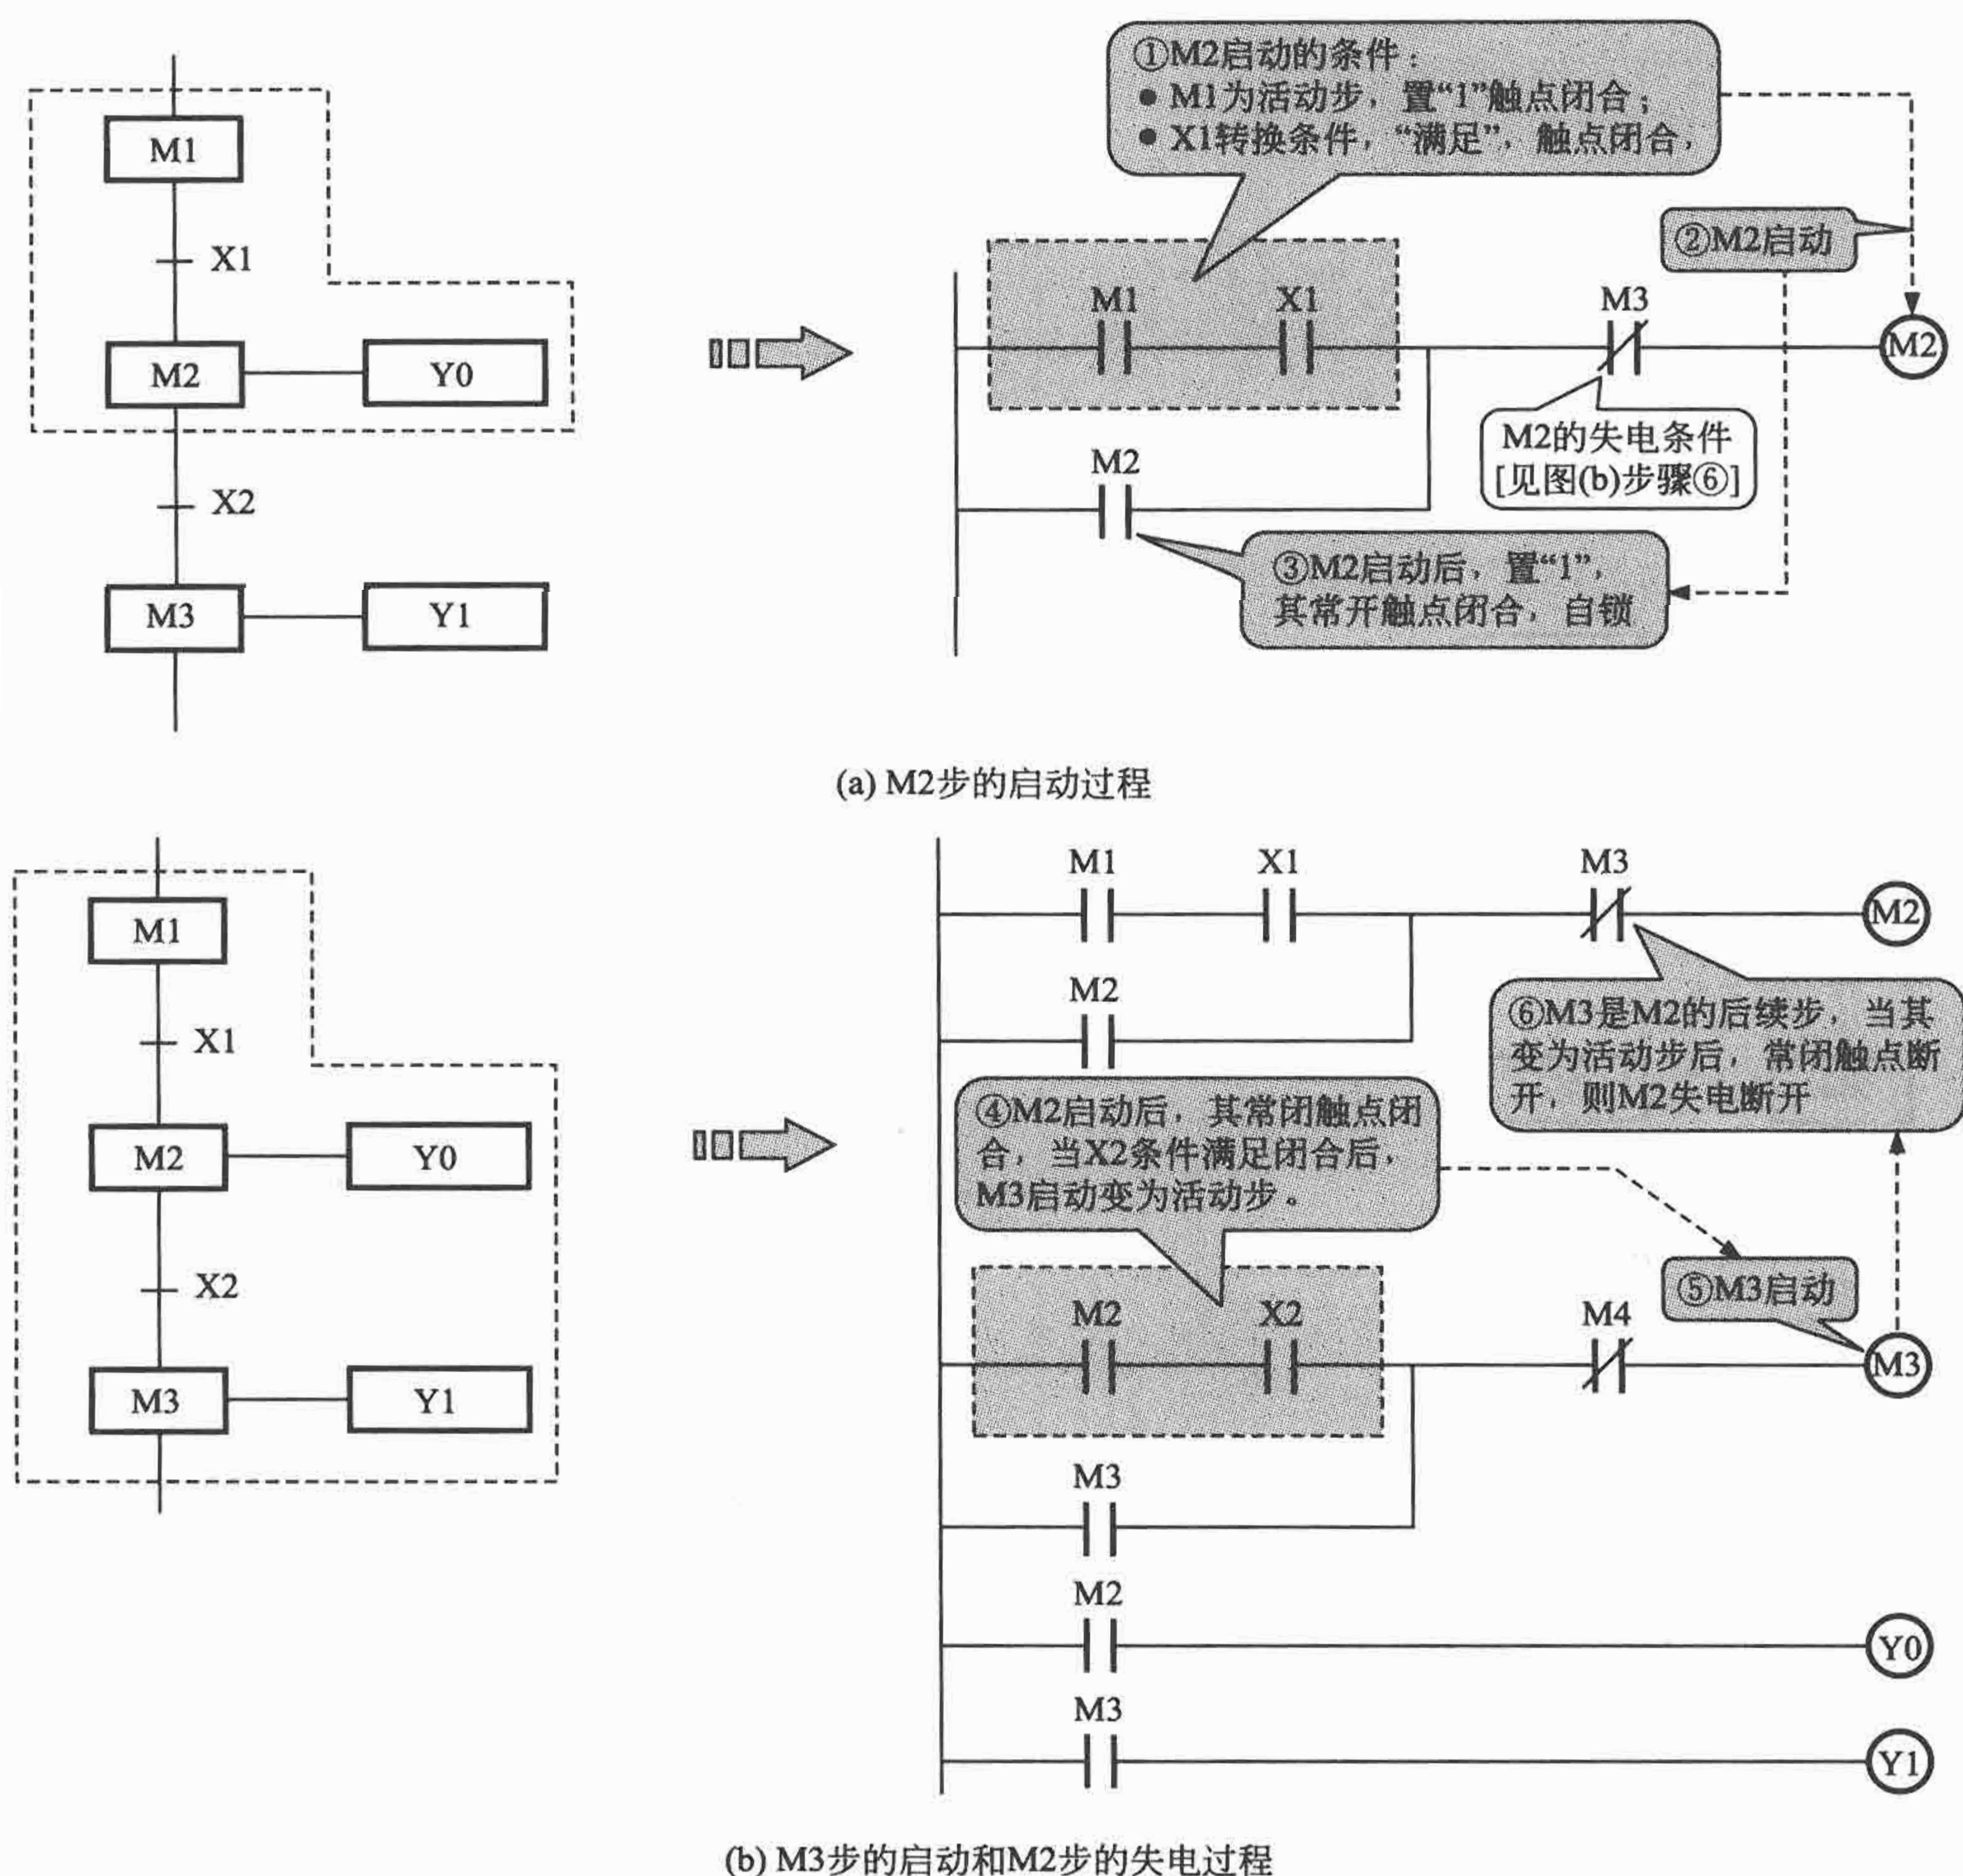 ①M2启动的条件：
● M1为活动步，置“1”触点闭合；
● X1转换条件，“满足”，触点闭合，
M1
X1
M2
Y0
X2
M3
Y1
②M2启动
M1
X1
M3
M2
M2的失电条件
[见图(b)步骤⑥]
M2
③M2启动后，置“1”，
其常开触点闭合，自锁
(a) M2步的启动过程
M1
X1
M2
Y0
X2
M3
Y1
M1
X1
M3
M2
M2
⑥M3是M2的后续步，当其
变为活动步后，常闭触点断
开，则M2失电断开
④M2启动后，其常闭触点闭
合，当X2条件满足闭合后，
M3启动变为活动步。
⑤M3启动
M2
X2
M4
M3
M3
M2
Y0
M3
Y1
(b) M3步的启动和M2步的失电过程